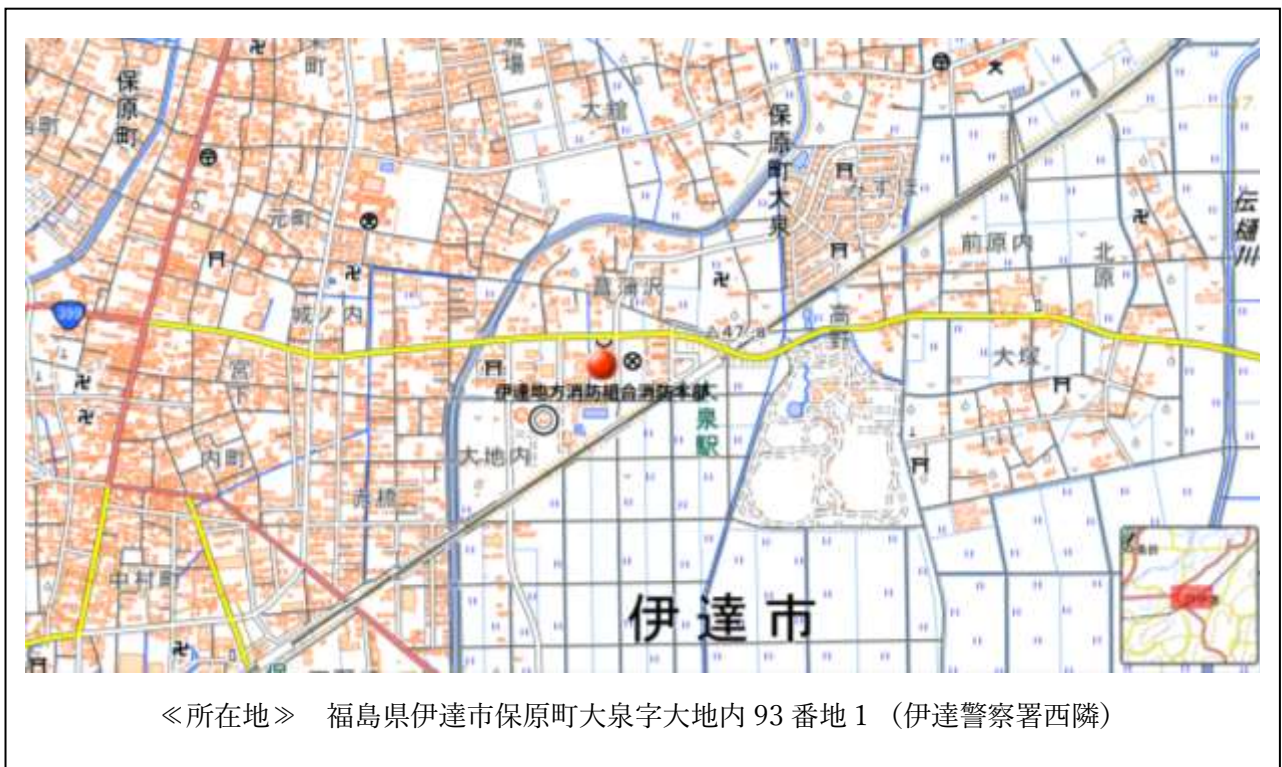 保原町
大舘
保原町大泉
みずほ
伝樋川
元町
前原内
北原
399
城ノ内
菖蒲沢
47.8
高野
宮下
大塚
伊達地方消防組合消防本部
大泉駅
内町
大地内
赤橋
中村町
伊達市
≪所在地≫ 福島県伊達市保原町大泉字大地内 93 番地 1 （伊達警察署西隣）